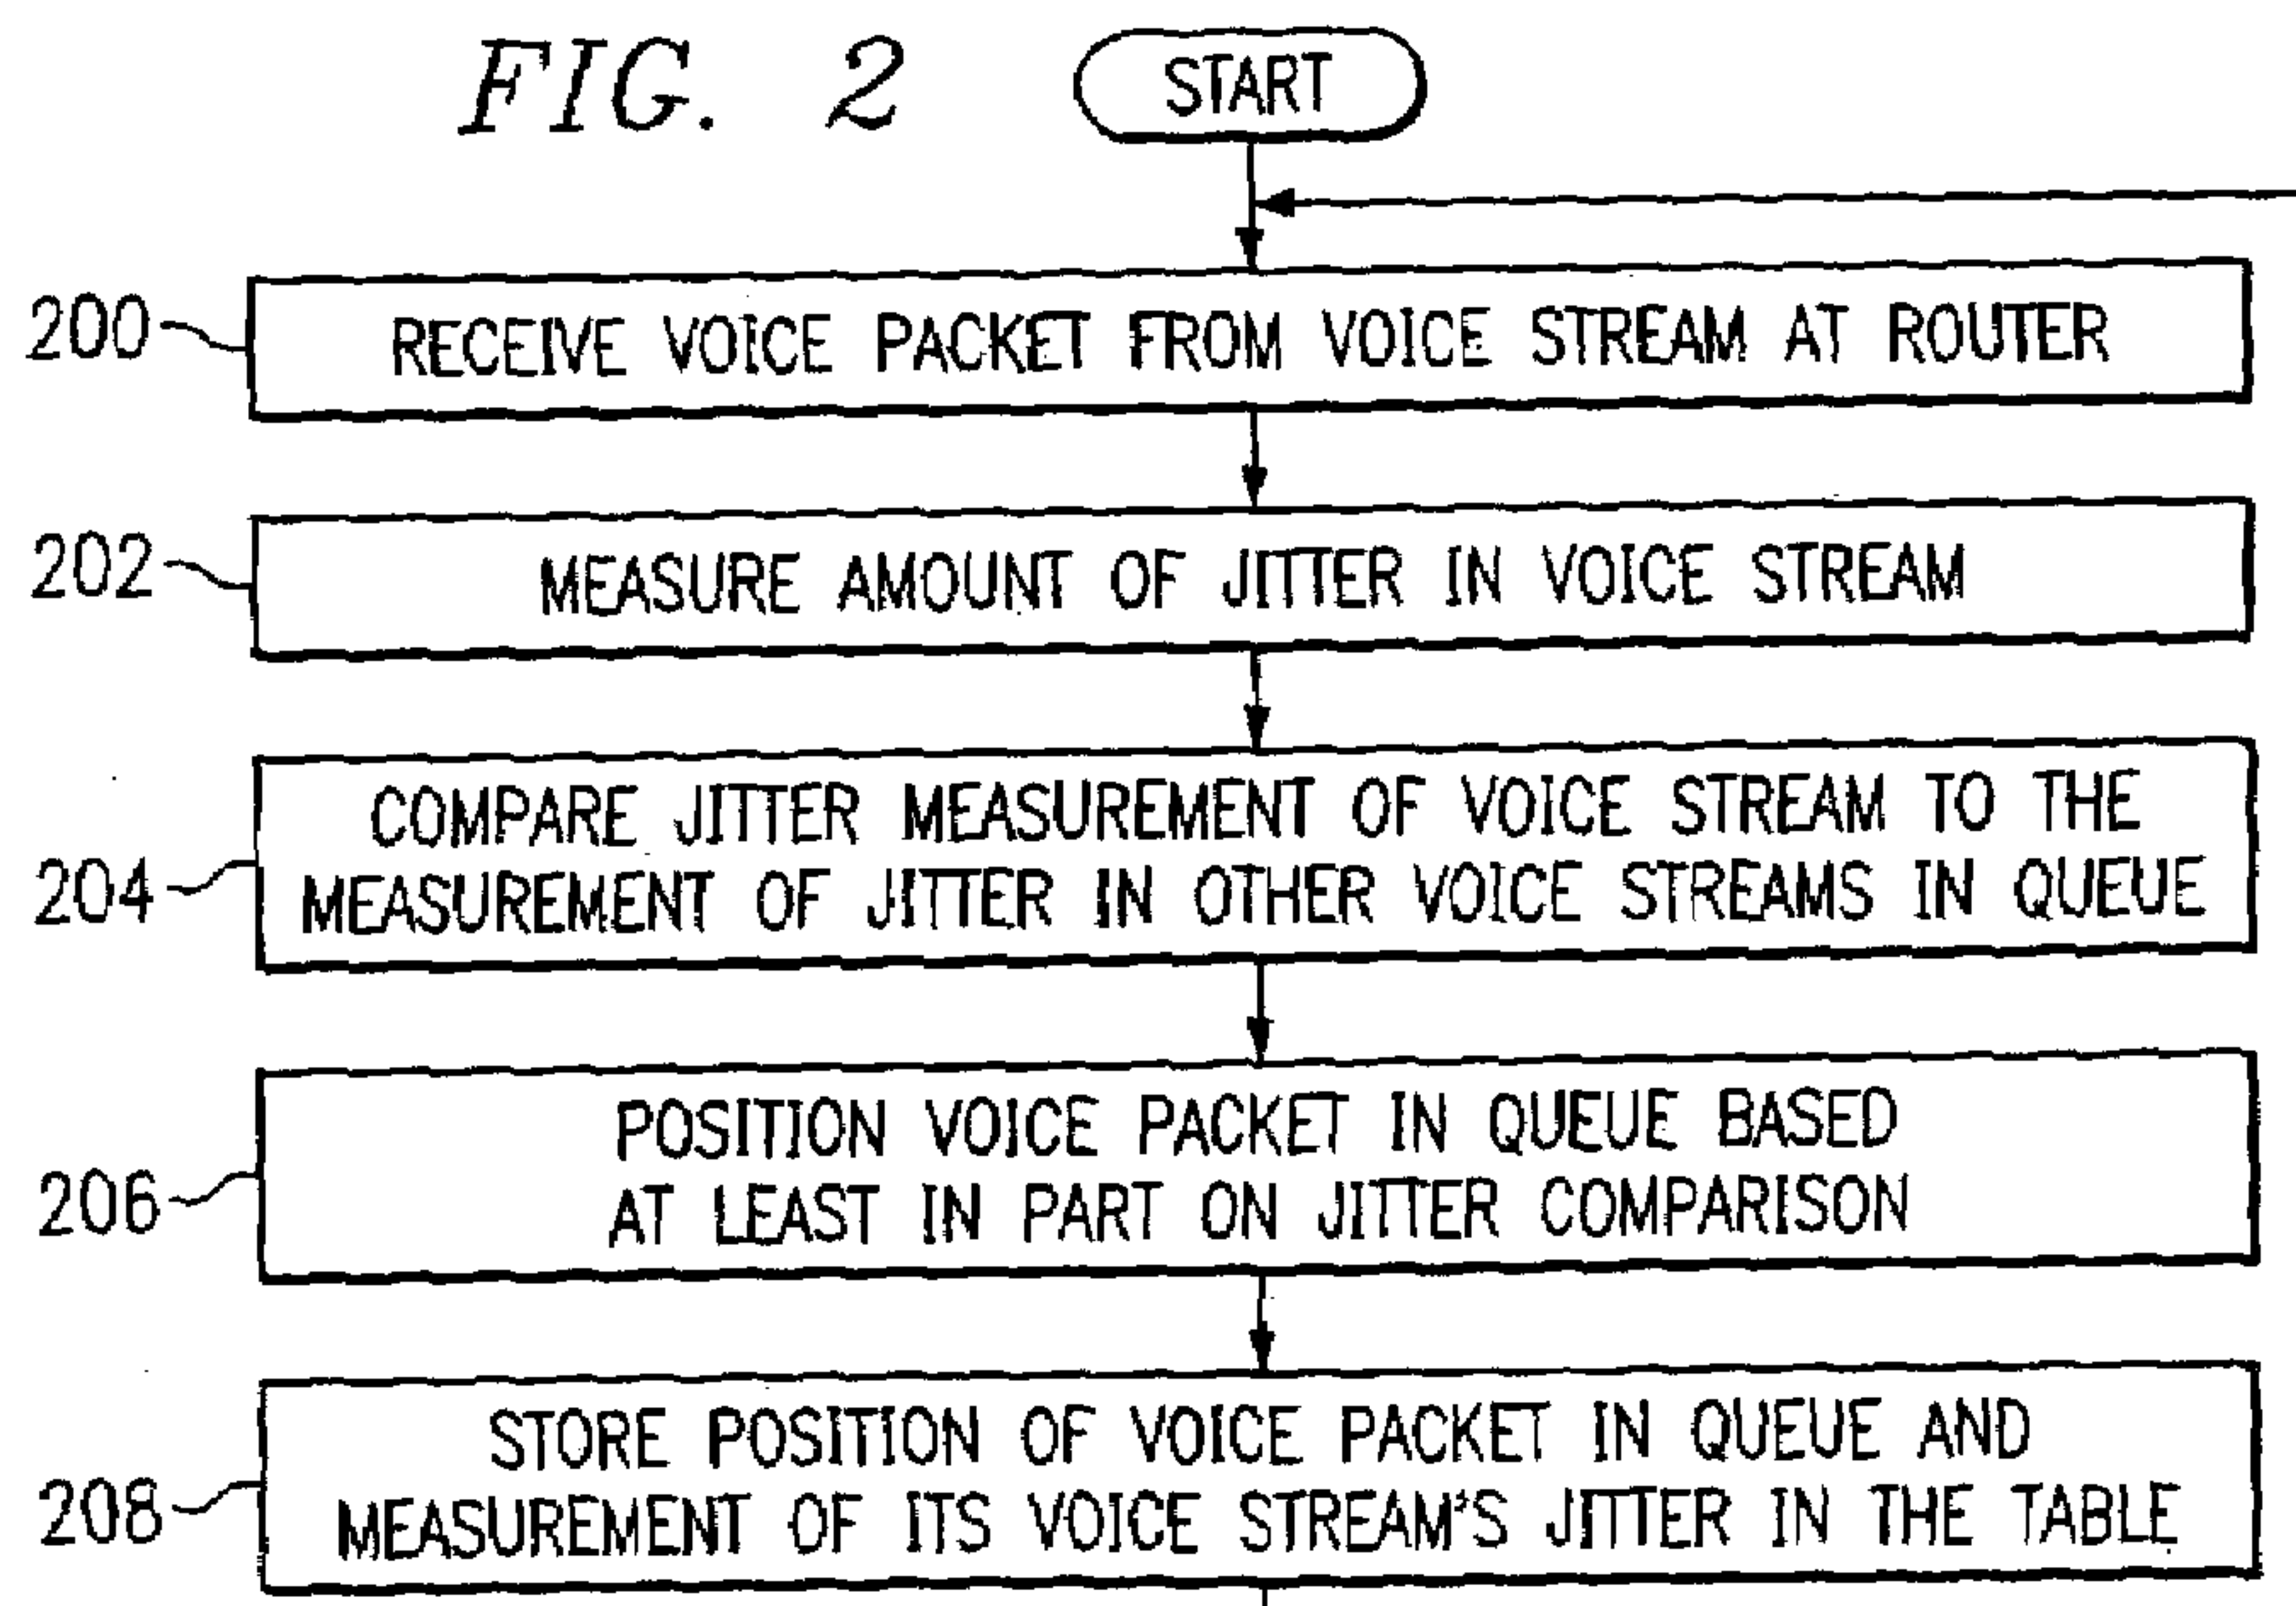 FIG. 2
START
200
RECEIVE VOICE PACKET FROM VOICE STREAM AT ROUTER
202
MEASURE AMOUNT OF JITTER IN VOICE STREAM
204
COMPARE JITTER MEASUREMENT OF VOICE STREAM TO THE
MEASUREMENT OF JITTER IN OTHER VOICE STREAMS IN QUEUE
206
POSITION VOICE PACKET IN QUEUE BASED
AT LEAST IN PART ON JITTER COMPARISON
208
STORE POSITION OF VOICE PACKET IN QUEUE AND
MEASUREMENT OF ITS VOICE STREAM'S JITTER IN THE TABLE